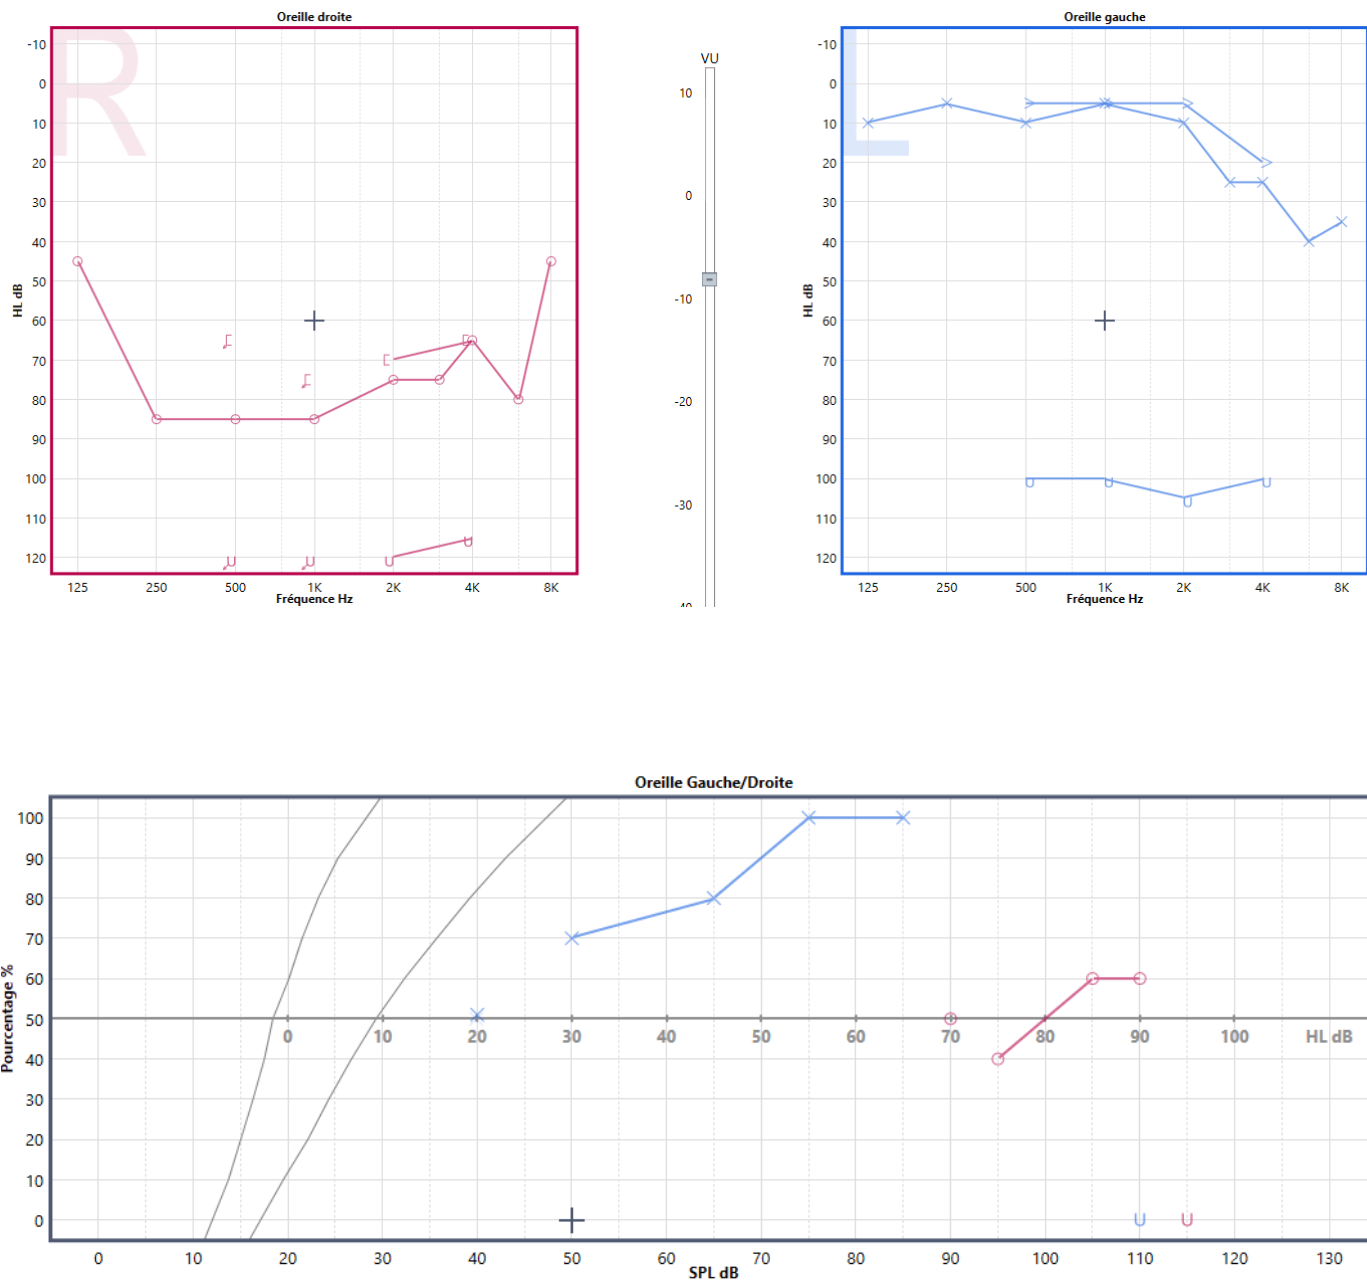 Oreille droite
R
-10
0
10
20
30
40
50
60
70
80
90
100
110
120
HL dB
125 250 500 1K 2K 4K 8K
Fréquence Hz
VU
10
0
-10
-20
-30
Oreille gauche
L
-10
0
10
20
30
40
50
60
70
80
90
100
110
120
HL dB
125 250 500 1K 2K 4K 8K
Fréquence Hz
Oreille Gauche/Droite
100
90
80
70
60
50
40
30
20
10
0
Pourcentage %
0 10 20 30 40 50 60 70 80 90 100 HL dB
0 10 20 30 40 50 60 70 80 90 100 110 120 130
SPL dB